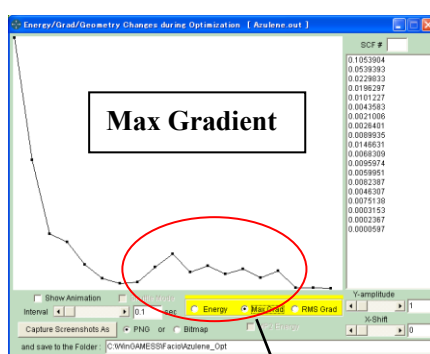 Energy/Grad/Geometry Changes during Optimization [ Azulene.out ]
SCF #
0.1053904
0.0539393
0.0229833
0.0196297
0.0101227
0.0043583
0.0021006
0.0026401
0.0089935
0.0146631
0.0068309
0.0095974
0.0059951
0.0082387
0.0046307
0.0075138
0.0003153
0.0002367
0.0000597
Max Gradient
Show Animation
Interval 0.1 sec
Energy Max Grad RMS Grad
Y-amplitude
1
X-Shift
0
Capture Screenshots As PNG or Bitmap
and save to the Folder : C:\WinGAMESS\Facio\Azulene_Opt